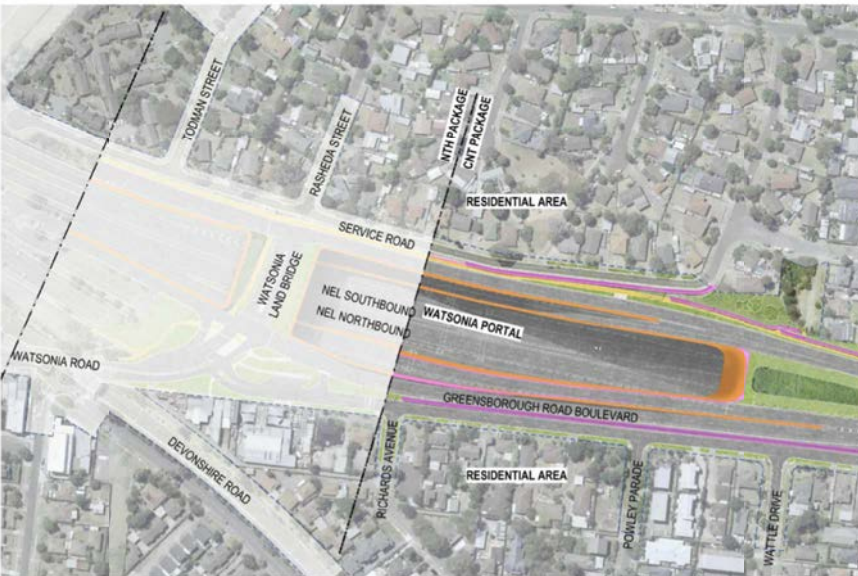 TODMAN STREET
RASHEDA STREET
NTH PACKAGE
CNT PACKAGE
RESIDENTIAL AREA
SERVICE ROAD
WATSONIA
LAND BRIDGE
NEL SOUTHBOUND
NEL NORTHBOUND
WATSONIA PORTAL
WATSONIA ROAD
GREENSBOROUGH ROAD BOULEVARD
DEVONSHIRE ROAD
RICHARDS AVENUE
RESIDENTIAL AREA
POWLEY PARADE
WATTLE DRIVE